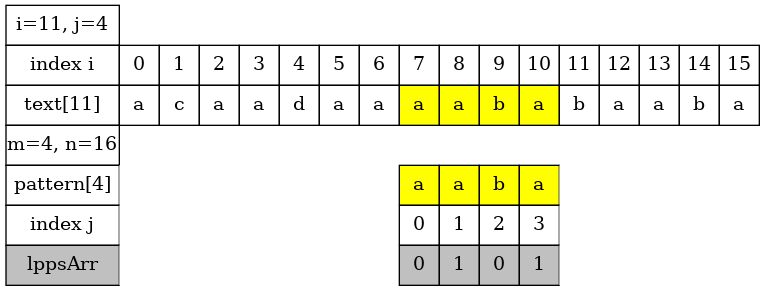 i=11, j=4
index i 0 1 2 3 4 5 6 7 8 9 10 11 12 13 14 15
text[11] a c a a d a a a a b a b a a b a
m=4, n=16
pattern[4] a a b a
index j 0 1 2 3
lppsArr 0 1 0 1